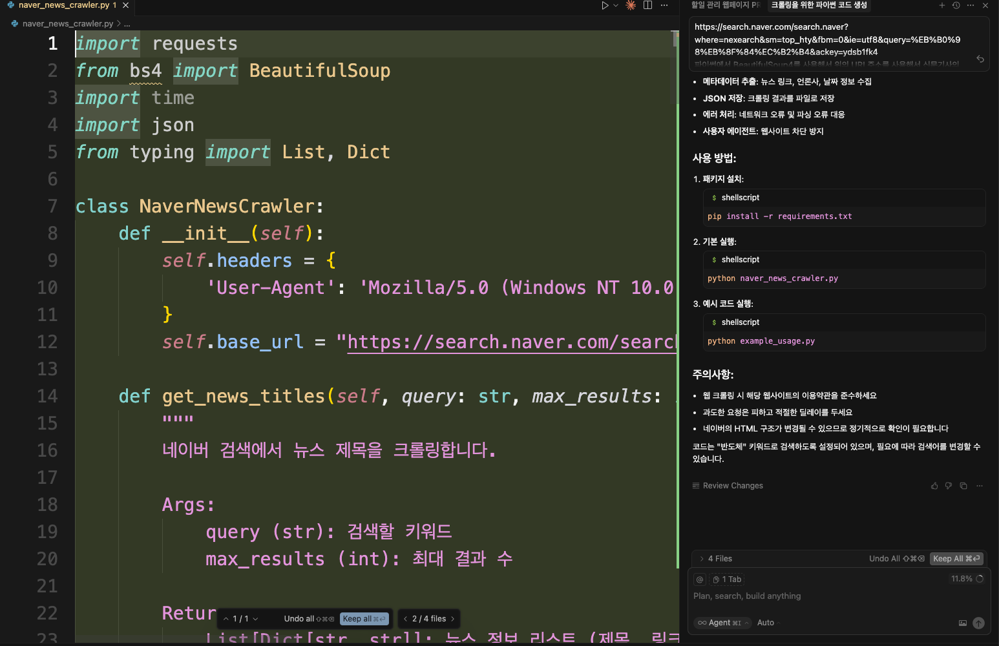 naver_news_crawler.py 1
naver_news_crawler.py > ...
1 import requests
2 from bs4 import BeautifulSoup
3 import time
4 import json
5 from typing import List, Dict
6
7 class NaverNewsCrawler:
8 def __init__(self):
9 self.headers = {
10 'User-Agent': 'Mozilla/5.0 (Windows NT 10.0
11 }
12 self.base_url = "https://search.naver.com/search
13
14 def get_news_titles(self, query: str, max_results:
15 """
16 네이버 검색에서 뉴스 제목을 크롤링합니다.
17
18 Args:
19 query (str): 검색할 키워드
20 max_results (int): 최대 결과 수
21
22 Retur
23 List[Dict[str, str]]: 뉴스 정보 리스트 (제목, 링크
1 / 1
Undo all ⇧⌘⌫
Keep all ⌘⏎
2 / 4 files
할일 관리 웹페이지 PR
크롤링을 위한 파이썬 코드 생성
https://search.naver.com/search.naver?
where=nexearch&sm=top_hty&fbm=0&ie=utf8&query=%EB%B0%9
8%EB%8F%84%EC%B2%B4&ackey=ydsb1fk4
파이썬에서 BeautifulSoup4를 사용해서 위의 URL주소를 사용해서 신문기사의
• 메타데이터 추출: 뉴스 링크, 언론사, 날짜 정보 수집
• JSON 저장: 크롤링 결과를 파일로 저장
• 에러 처리: 네트워크 오류 및 파싱 오류 대응
• 사용자 에이전트: 웹사이트 차단 방지
사용 방법:
1. 패키지 설치:
$ shellscript
pip install -r requirements.txt
2. 기본 실행:
$ shellscript
python naver_news_crawler.py
3. 예시 코드 실행:
$ shellscript
python example_usage.py
주의사항:
• 웹 크롤링 시 해당 웹사이트의 이용약관을 준수하세요
• 과도한 요청은 피하고 적절한 딜레이를 두세요
• 네이버의 HTML 구조가 변경될 수 있으므로 정기적으로 확인이 필요합니다
코드는 "반도체" 키워드로 검색하도록 설정되어 있으며, 필요에 따라 검색어를 변경할 수
있습니다.
Review Changes
> 4 Files
Undo All ⇧⌘⌫
Keep All ⌘⏎
@
1 Tab
11.8%
Plan, search, build anything
∞ Agent ⌘I
Auto